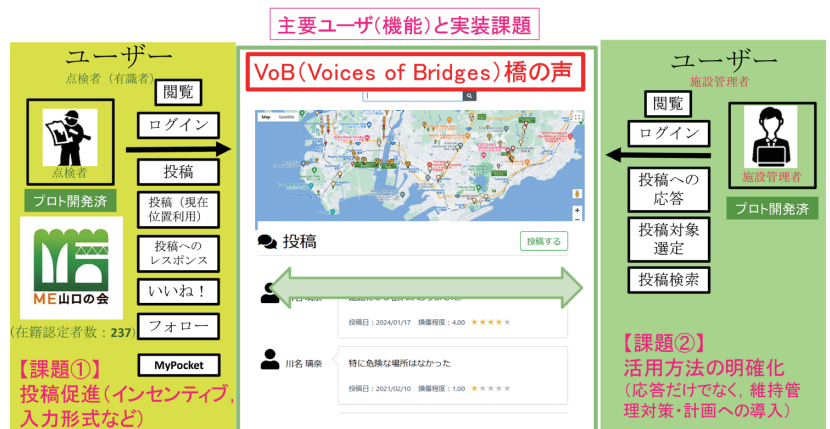 主要ユーザ(機能)と実装課題
ユーザー
点検者（有識者）
点検者
プロト開発済
ME山口の会
(在籍認定者数：237)
【課題①】
投稿促進(インセンティブ,
入力形式など)
閲覧
ログイン
投稿
投稿（現在
位置利用）
投稿への
レスポンス
いいね！
フォロー
MyPocket
VoB(Voices of Bridges)橋の声
Map Satellite
投稿
投稿する
投稿日：2024/01/17 損傷程度：4.00 ★★★★★
川名 璃奈
特に危険な場所はなかった
投稿日：2021/02/10 損傷程度：1.00 ★★★★★
ユーザー
施設管理者
閲覧
ログイン
投稿への
応答
投稿対象
選定
投稿検索
施設管理者
プロト開発済
【課題②】
活用方法の明確化
(応答だけでなく, 維持管
理対策・計画への導入)